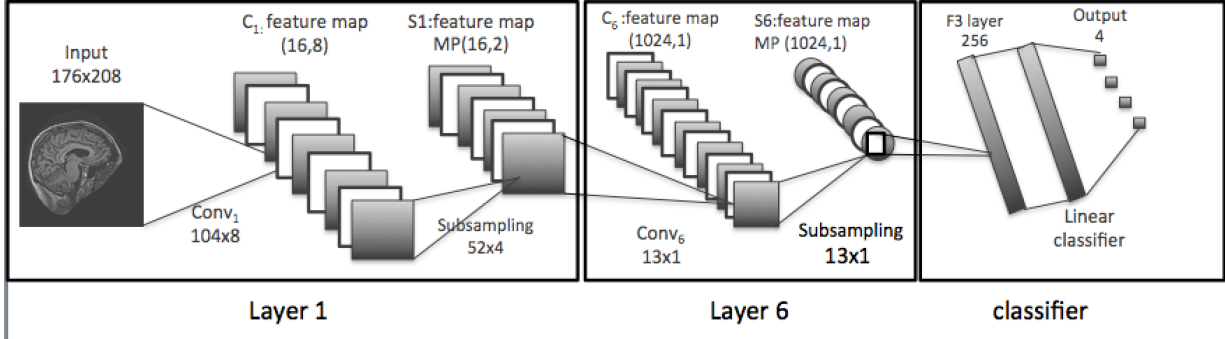 Input
176x208
C1:feature map
(16,8)
S1:feature map
MP(16,2)
Conv1
104x8
Subsampling
52x4
Layer 1
C6 :feature map
(1024,1)
S6:feature map
MP (1024,1)
Conv6
13x1
Subsampling
13x1
Layer 6
F3 layer
256
Output
4
Linear
classifier
classifier